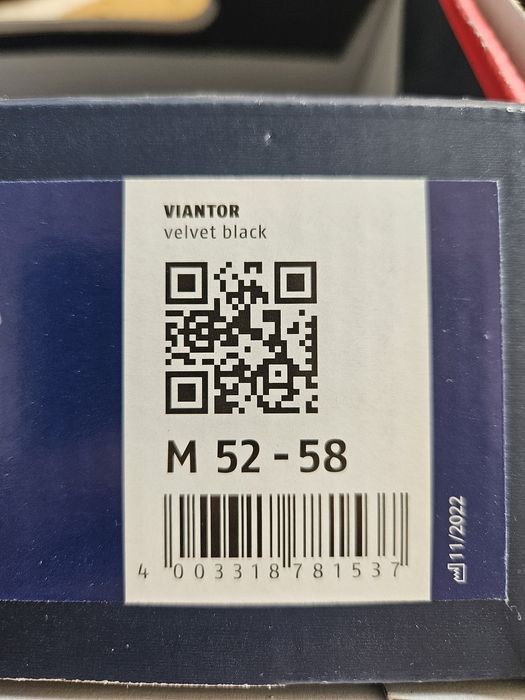 VIANTOR
velvet black
M 52 - 58
4 003318 781537
11/2022